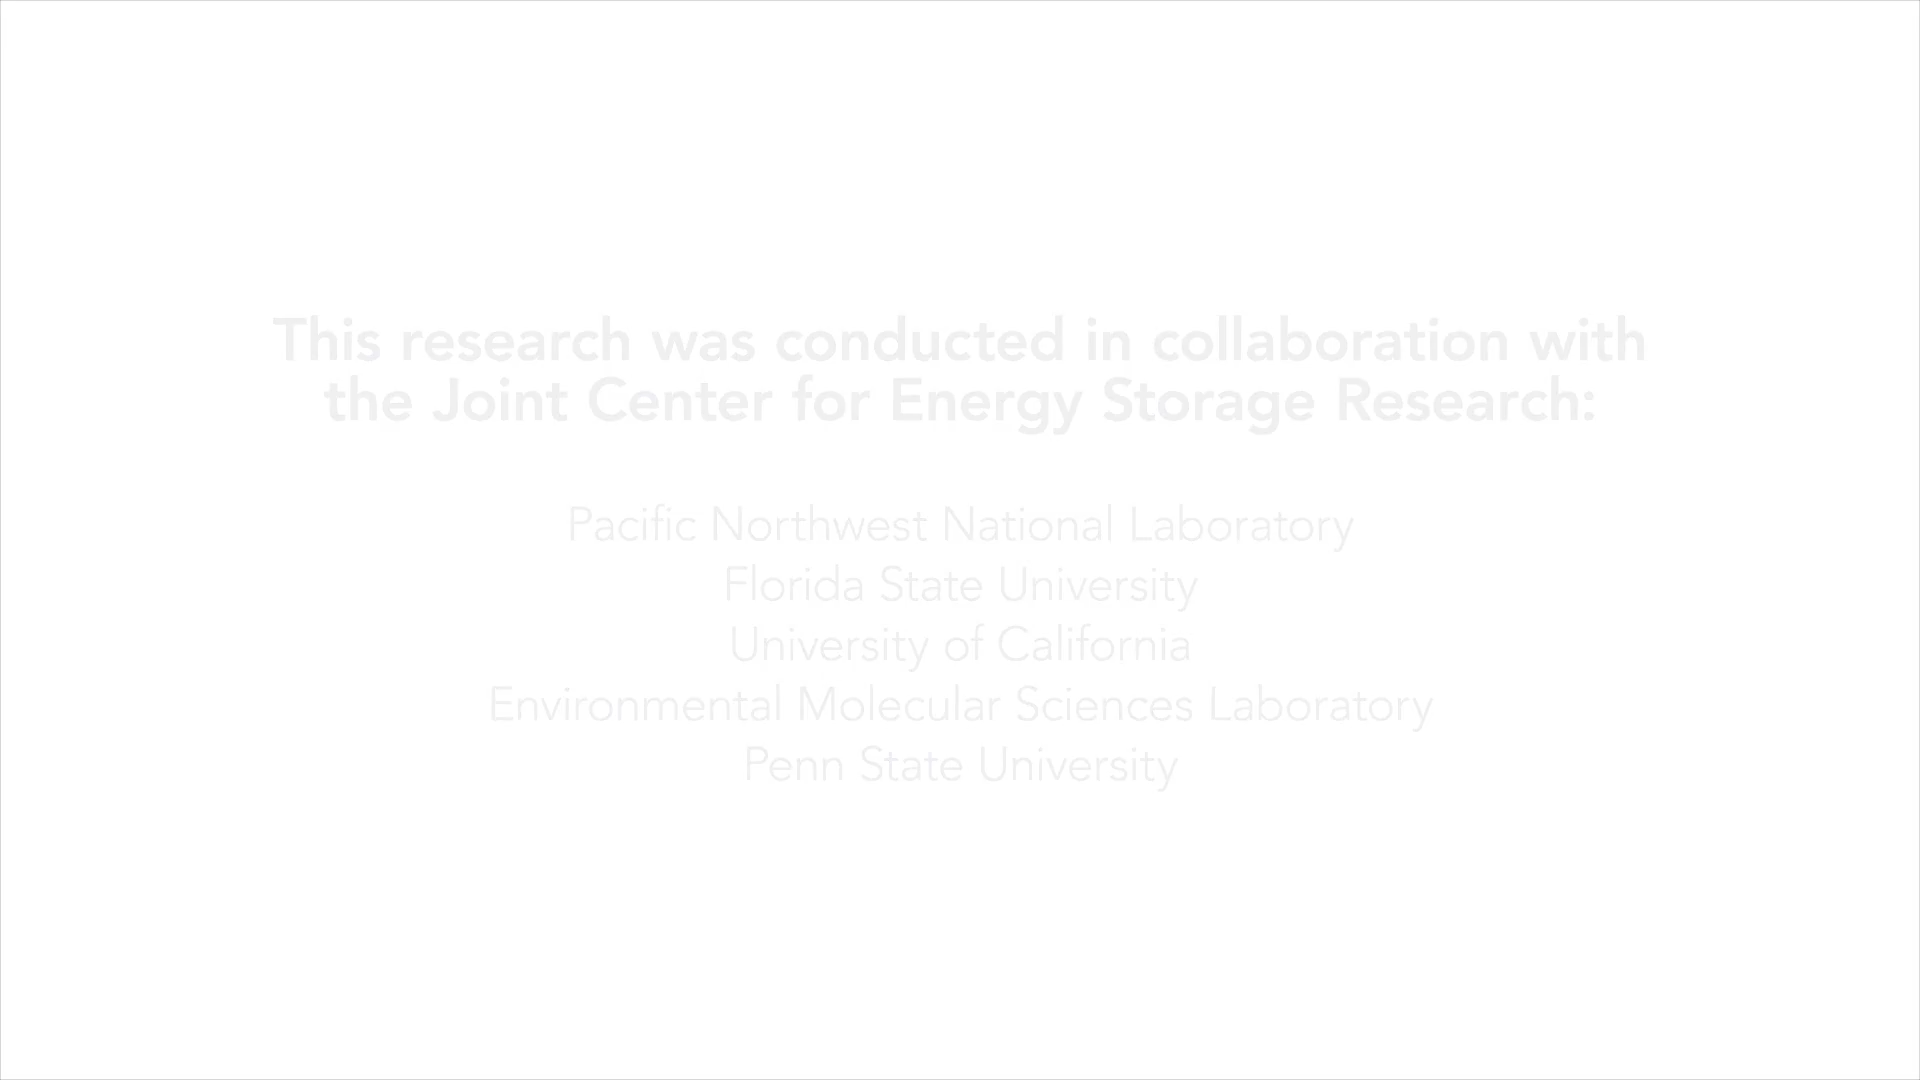 This research was conducted in collaboration with
the Joint Center for Energy Storage Research:
Pacific Northwest National Laboratory
Florida State University
University of California
Environmental Molecular Sciences Laboratory
Penn State University